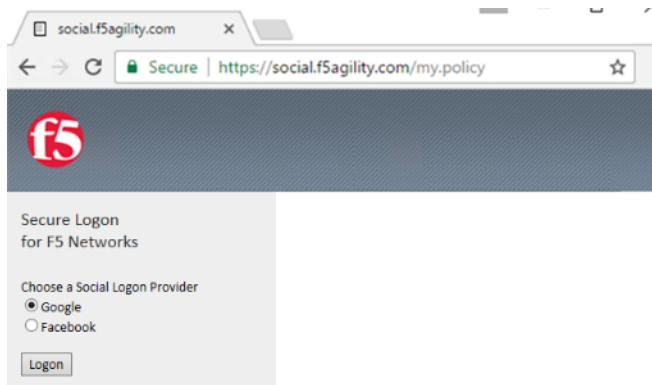 social.f5agility.com
Secure | https://social.f5agility.com/my.policy
f5
Secure Logon
for F5 Networks
Choose a Social Logon Provider
Google
Facebook
Logon